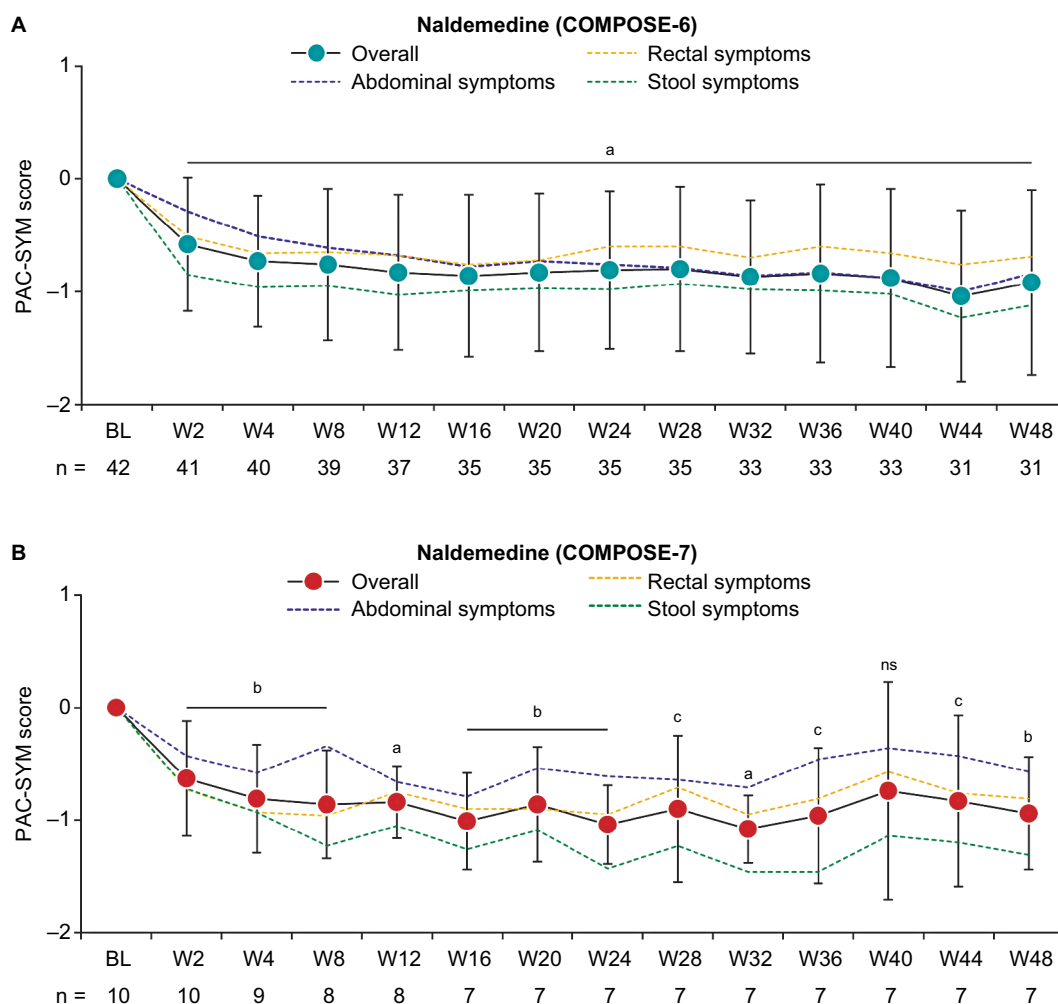 A
Naldemedine (COMPOSE-6)
Overall Rectal symptoms
Abdominal symptoms Stool symptoms
1
a
0
PAC-SYM score
–1
–2
BL W2 W4 W8 W12 W16 W20 W24 W28 W32 W36 W40 W44 W48
n = 42 41 40 39 37 35 35 35 35 33 33 33 31 31
B
Naldemedine (COMPOSE-7)
Overall Rectal symptoms
Abdominal symptoms Stool symptoms
1
ns
b b c c c
0
b
a a
PAC-SYM score
–1
–2
BL W2 W4 W8 W12 W16 W20 W24 W28 W32 W36 W40 W44 W48
n = 10 10 9 8 8 7 7 7 7 7 7 7 7 7